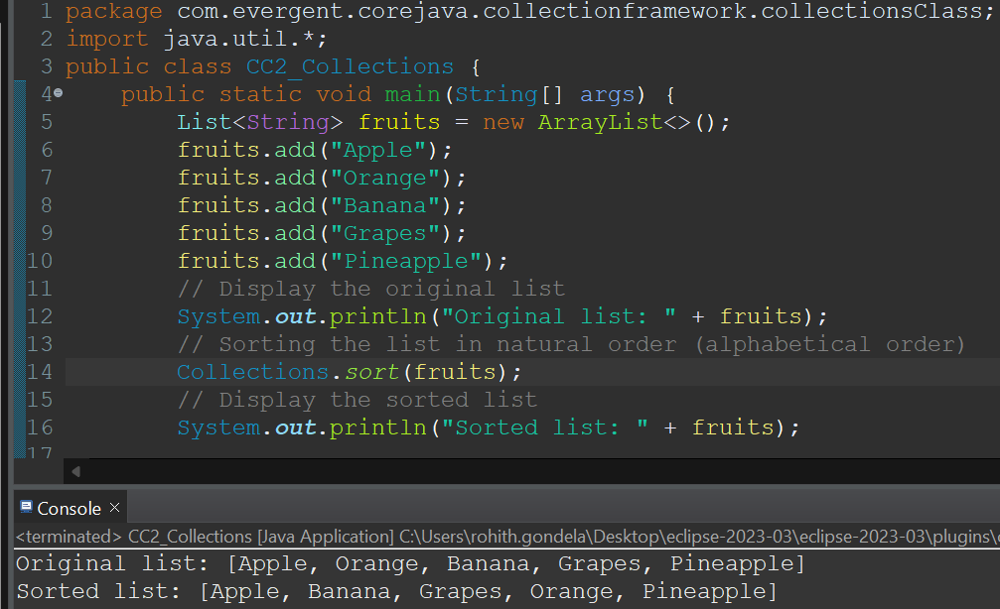 1 package com.evergent.corejava.collectionframework.collectionsClass;
2 import java.util.*;
3 public class CC2_Collections {
4 public static void main(String[] args) {
5 List<String> fruits = new ArrayList<>();
6 fruits.add("Apple");
7 fruits.add("Orange");
8 fruits.add("Banana");
9 fruits.add("Grapes");
10 fruits.add("Pineapple");
11 // Display the original list
12 System.out.println("Original list: " + fruits);
13 // Sorting the list in natural order (alphabetical order)
14 Collections.sort(fruits);
15 // Display the sorted list
16 System.out.println("Sorted list: " + fruits);
17
Console ×
<terminated> CC2_Collections [Java Application] C:\Users\rohith.gondela\Desktop\eclipse-2023-03\eclipse-2023-03\plugins\
Original list: [Apple, Orange, Banana, Grapes, Pineapple]
Sorted list: [Apple, Banana, Grapes, Orange, Pineapple]